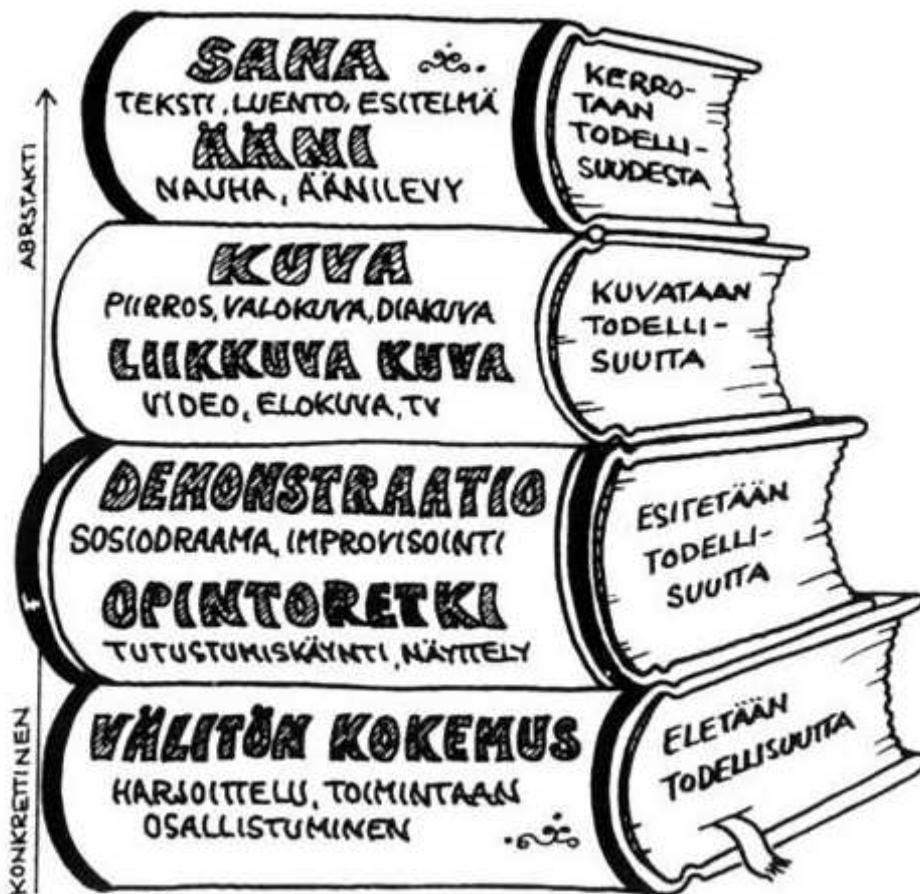 SANA
TEKSTI, LUENTO, ESITELMÄ
ÄÄNI
NAUHA, ÄÄNILEVY
KERRO-
TAAN
TODELLI-
SUUDESTA
KUVA
PIIRROS, VALOKUVA, DIAKUVA
LIIKKUVA KUVA
VIDEO, ELOKUVA, TV
KUVATAAN
TODELLI-
SUUTTA
DEMONSTRAATIO
SOSIODRAAMA, IMPROVISOINTI
OPINTORETKI
TUTUSTUMISKÄYNTI, NÄYTTELY
ESITETÄÄN
TODELLI-
SUUTTA
VÄLITÖN KOKEMUS
HARJOITTELU, TOIMINTAAN
OSALLISTUMINEN
ELETÄÄN
TODELLISUUTTA
ABRSTAKTI
KONKRETTINEN